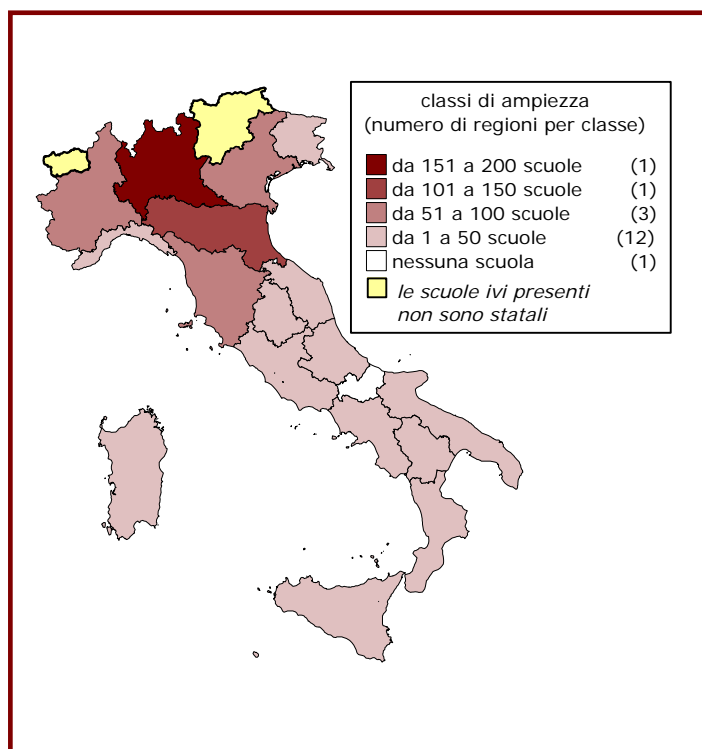 classi di ampiezza
(numero di regioni per classe)
da 151 a 200 scuole (1)
da 101 a 150 scuole (1)
da 51 a 100 scuole (3)
da 1 a 50 scuole (12)
nessuna scuola (1)
le scuole ivi presenti
non sono statali